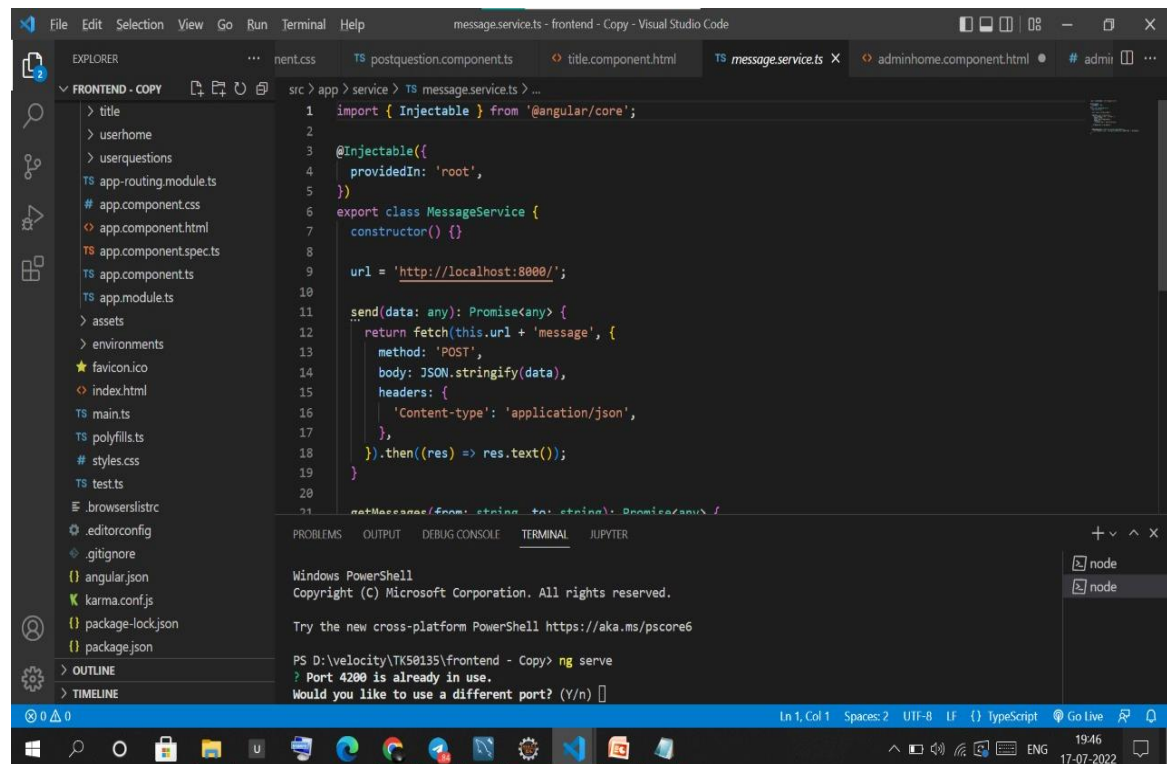 File Edit Selection View Go Run Terminal Help message.service.ts - frontend - Copy - Visual Studio Code
EXPLORER
nent.css TS postquestion.component.ts title.component.html TS message.service.ts adminhome.component.html # admin
FRONTEND - COPY
src > app > service > TS message.service.ts > ...
> title
> userhome
> userquestions
TS app-routing.module.ts
# app.component.css
<> app.component.html
TS app.component.spec.ts
TS app.component.ts
TS app.module.ts
> assets
> environments
favicon.ico
<> index.html
TS main.ts
TS polyfills.ts
# styles.css
TS test.ts
.browserslistrc
.editorconfig
.gitignore
{} angular.json
K karma.conf.js
{} package-lock.json
{} package.json
> OUTLINE
> TIMELINE
2
1 import { Injectable } from '@angular/core';
2
3 @Injectable({
4 providedIn: 'root',
5 })
6 export class MessageService {
7 constructor() {}
8
9 url = 'http://localhost:8000/';
10
11 send(data: any): Promise<any> {
12 return fetch(this.url + 'message', {
13 method: 'POST',
14 body: JSON.stringify(data),
15 headers: {
16 'Content-type': 'application/json',
17 },
18 }).then((res) => res.text());
19 }
20
21 getMessages(from: string, to: string): Promise<any> {
PROBLEMS OUTPUT DEBUG CONSOLE TERMINAL JUPYTER
node
node
Windows PowerShell
Copyright (C) Microsoft Corporation. All rights reserved.
Try the new cross-platform PowerShell https://aka.ms/pscore6
PS D:\velocity\TK50135\frontend - Copy> ng serve
? Port 4200 is already in use.
Would you like to use a different port? (Y/n)
0 0 Ln 1, Col 1 Spaces: 2 UTF-8 LF {} TypeScript Go Live
U ENG 19:46
17-07-2022